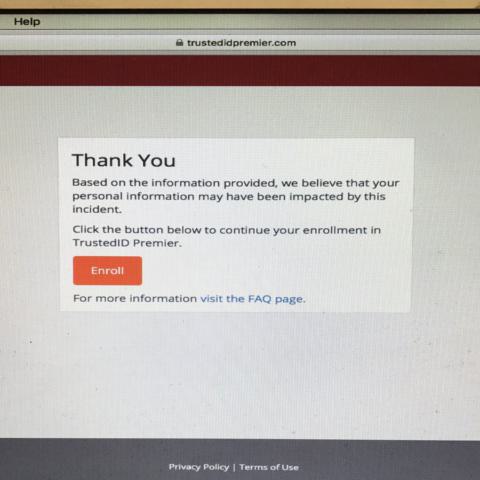 Help
trustedidpremier.com
Thank You
Based on the information provided, we believe that your
personal information may have been impacted by this
incident.
Click the button below to continue your enrollment in
TrustedID Premier.
Enroll
For more information visit the FAQ page.
Privacy Policy | Terms of Use